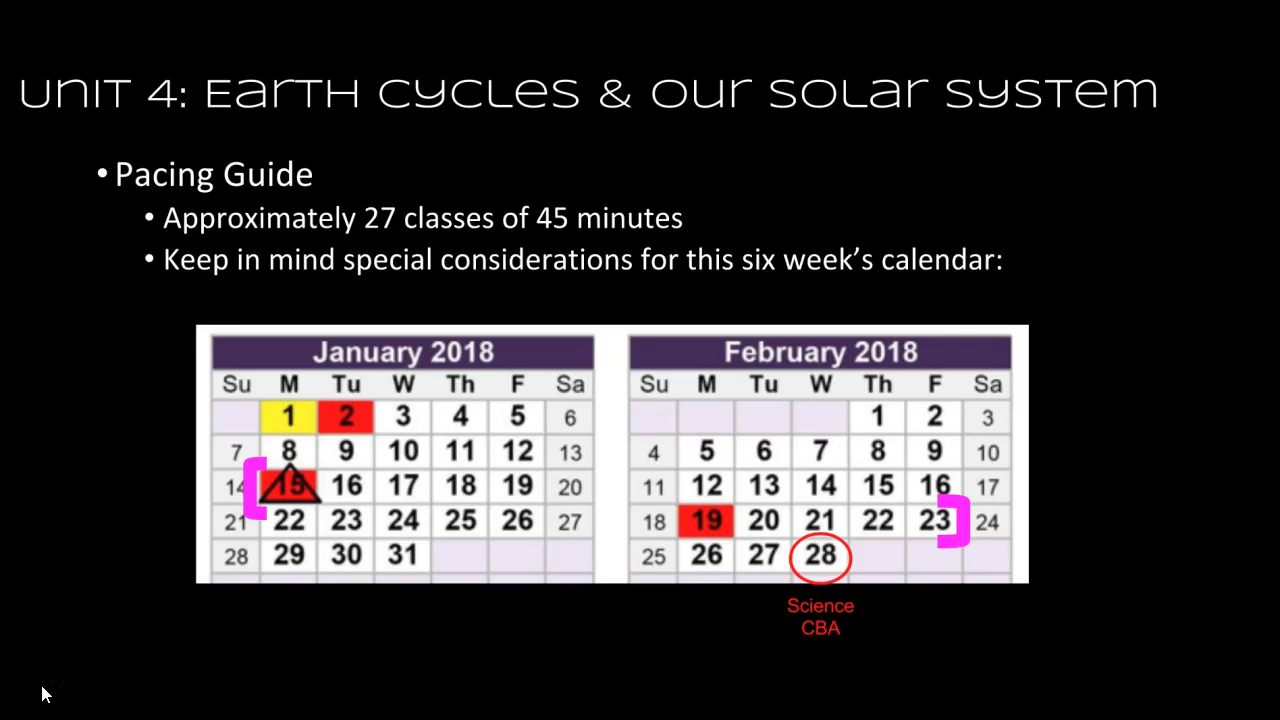 Unit 4: Earth Cycles & Our Solar System
• Pacing Guide
• Approximately 27 classes of 45 minutes
• Keep in mind special considerations for this six week’s calendar:
January 2018
Su M Tu W Th F Sa
1 2 3 4 5 6
7 8 9 10 11 12 13
14 15 16 17 18 19 20
21 22 23 24 25 26 27
28 29 30 31
February 2018
Su M Tu W Th F Sa
1 2 3
4 5 6 7 8 9 10
11 12 13 14 15 16 17
18 19 20 21 22 23 24
25 26 27 28
Science
CBA